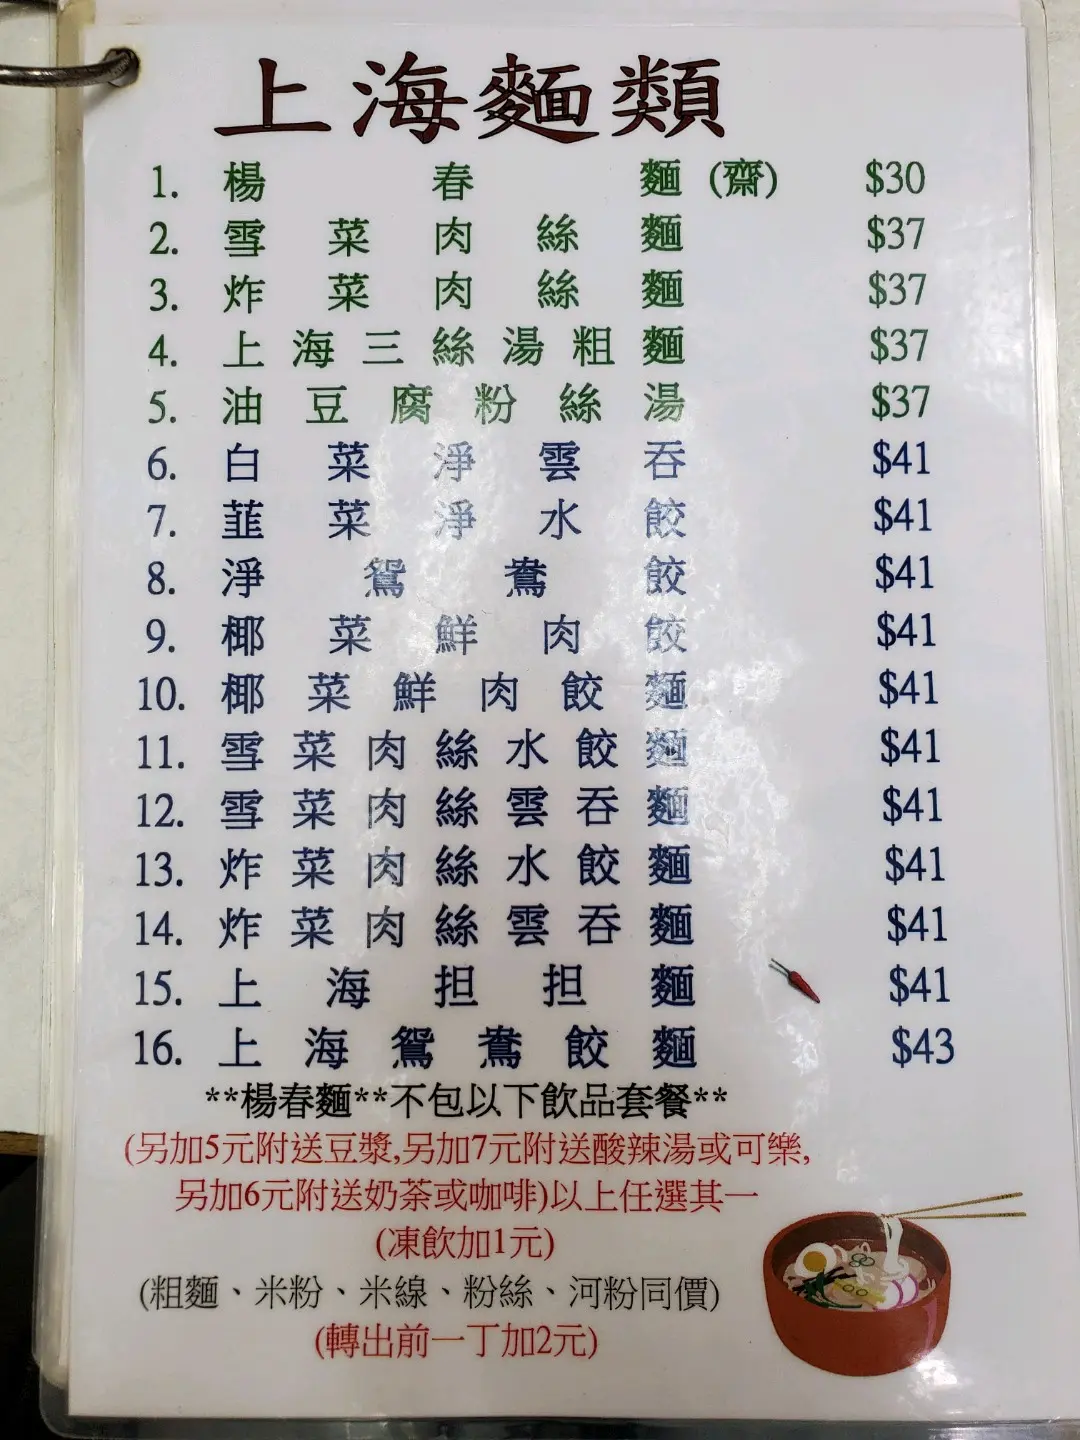 上海麵類
1. 楊春麵 (齋) $30
2. 雪菜肉絲麵 $37
3. 炸菜肉絲麵 $37
4. 上海三絲湯粗麵 $37
5. 油豆腐粉絲湯 $37
6. 白菜淨雲吞 $41
7. 韮菜淨水餃 $41
8. 淨鴛鴦餃 $41
9. 椰菜鮮肉餃 $41
10. 椰菜鮮肉餃麵 $41
11. 雪菜肉絲水餃麵 $41
12. 雪菜肉絲雲吞麵 $41
13. 炸菜肉絲水餃麵 $41
14. 炸菜肉絲雲吞麵 $41
15. 上海担担麵 $41
16. 上海鴛鴦餃麵 $43
**楊春麵**不包以下飲品套餐**
(另加5元附送豆漿,另加7元附送酸辣湯或可樂,
另加6元附送奶茶或咖啡)以上任選其一
(凍飲加1元)
(粗麵、米粉、米線、粉絲、河粉同價)
(轉出前一丁加2元)